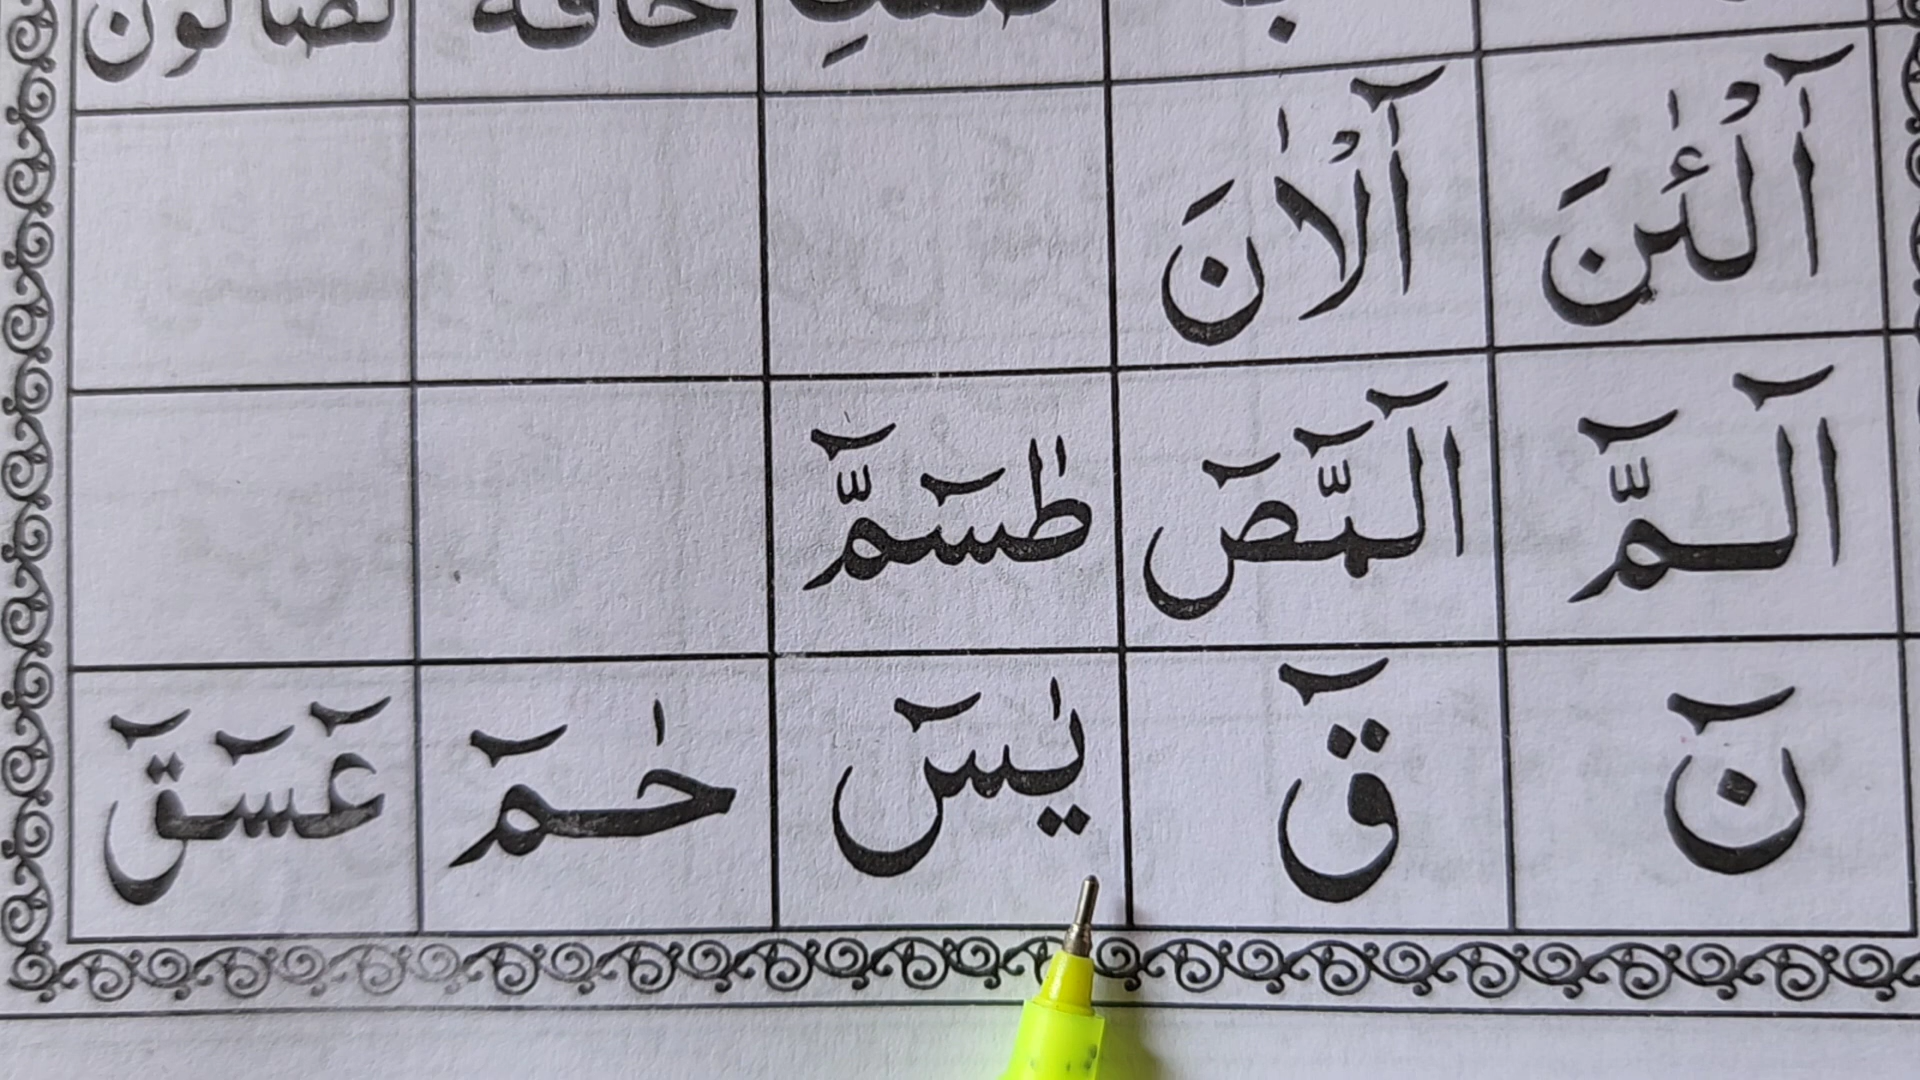 آٰلْـٰٔنَ آٰلْاٰنَ
الٓمّٓ الٓمّٓصٓ طٰسٓمّٓ
نٓ قٓ يٰسٓ حٰمٓ عٓسٓقٓ